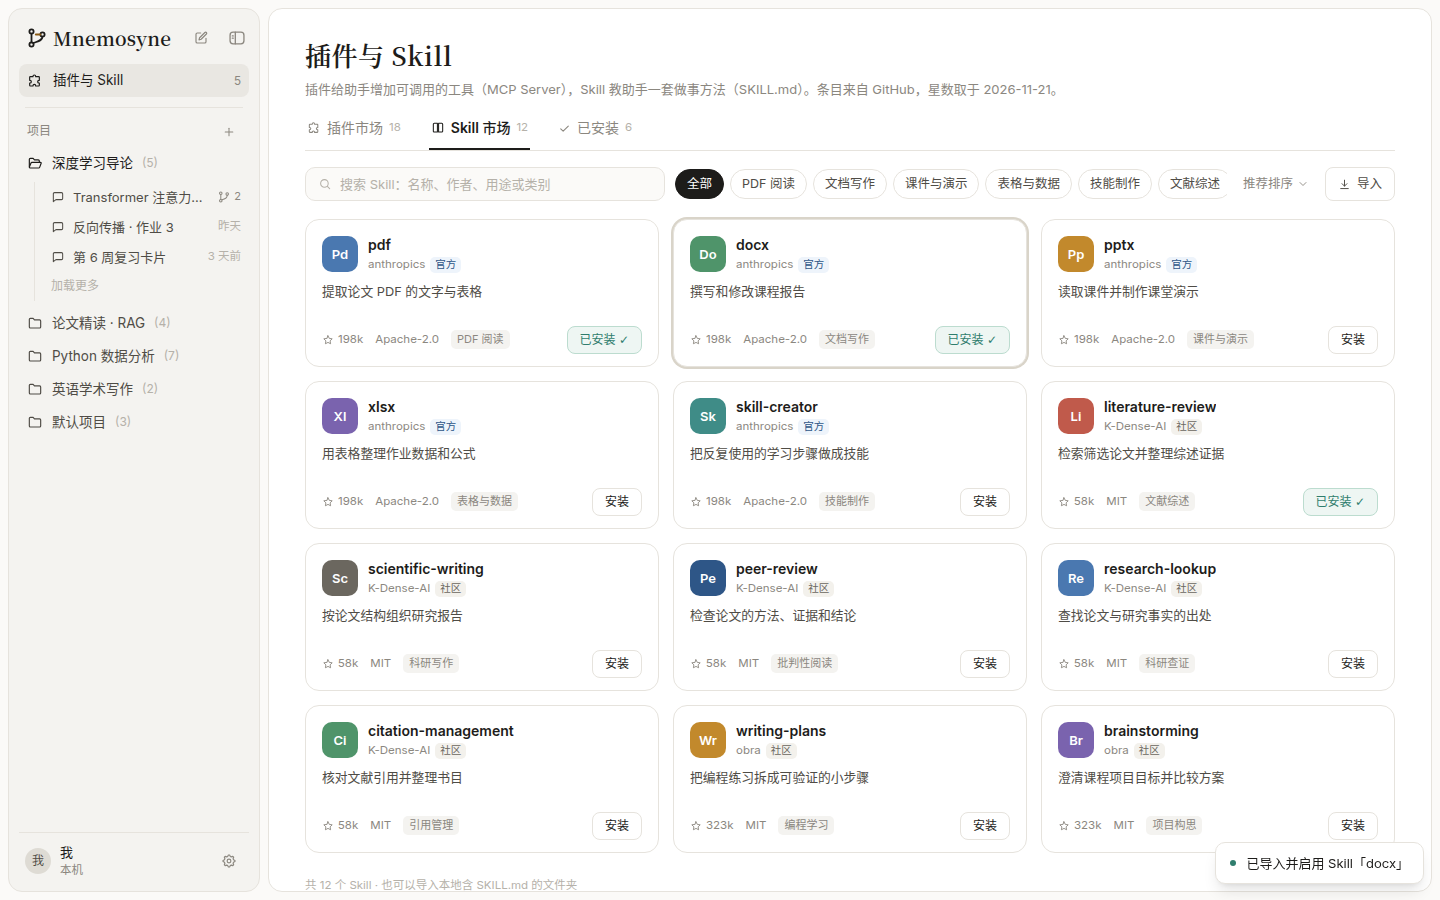 Mnemosyne
插件与 Skill 5
项目
深度学习导论 (5)
Transformer 注意力... 2
反向传播 · 作业 3 昨天
第 6 周复习卡片 3 天前
加载更多
论文精读 · RAG (4)
Python 数据分析 (7)
英语学术写作 (2)
默认项目 (3)
我 我
本机
插件与 Skill
插件给助手增加可调用的工具（MCP Server），Skill 教助手一套做事方法（SKILL.md）。条目来自 GitHub，星数取于 2026-11-21。
插件市场 18 Skill 市场 12 已安装 6
搜索 Skill：名称、作者、用途或类别 全部 PDF 阅读 文档写作 课件与演示 表格与数据 技能制作 文献综述 推荐排序 导入
Pd pdf
anthropics 官方
提取论文 PDF 的文字与表格
198k Apache-2.0 PDF 阅读 已安装 ✓
Do docx
anthropics 官方
撰写和修改课程报告
198k Apache-2.0 文档写作 已安装 ✓
Pp pptx
anthropics 官方
读取课件并制作课堂演示
198k Apache-2.0 课件与演示 安装
Xl xlsx
anthropics 官方
用表格整理作业数据和公式
198k Apache-2.0 表格与数据 安装
Sk skill-creator
anthropics 官方
把反复使用的学习步骤做成技能
198k Apache-2.0 技能制作 安装
Li literature-review
K-Dense-AI 社区
检索筛选论文并整理综述证据
58k MIT 文献综述 已安装 ✓
Sc scientific-writing
K-Dense-AI 社区
按论文结构组织研究报告
58k MIT 科研写作 安装
Pe peer-review
K-Dense-AI 社区
检查论文的方法、证据和结论
58k MIT 批判性阅读 安装
Re research-lookup
K-Dense-AI 社区
查找论文与研究事实的出处
58k MIT 科研查证 安装
Ci citation-management
K-Dense-AI 社区
核对文献引用并整理书目
58k MIT 引用管理 安装
Wr writing-plans
obra 社区
把编程练习拆成可验证的小步骤
323k MIT 编程学习 安装
Br brainstorming
obra 社区
澄清课程项目目标并比较方案
323k MIT 项目构思 安装
共 12 个 Skill · 也可以导入本地含 SKILL.md 的文件夹
已导入并启用 Skill「docx」